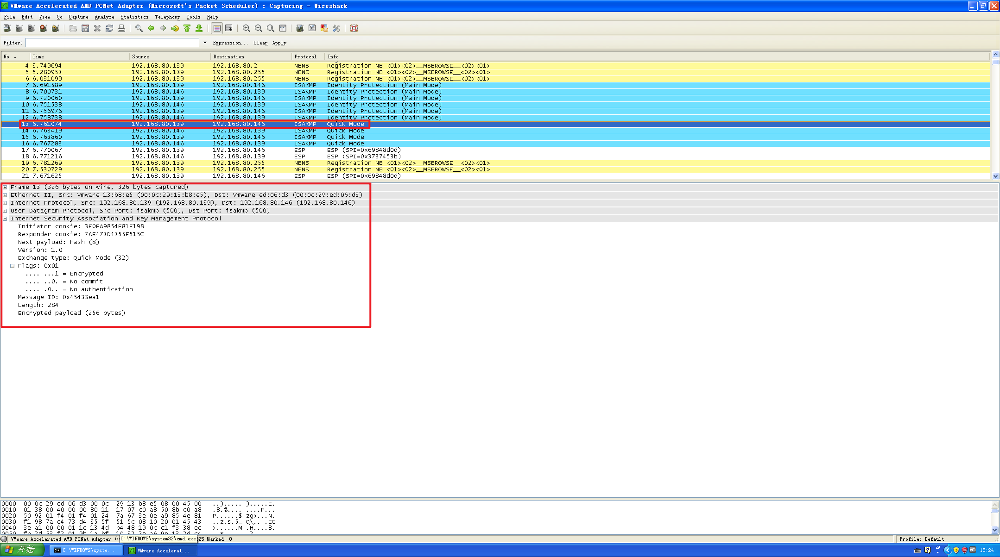 VMware Accelerated AMD PCNet Adapter (Microsoft's Packet Scheduler) : Capturing - Wireshark
File Edit View Go Capture Analyze Statistics Telephony Tools Help
Filter: Expression... Clear Apply
No. . Time Source Destination Protocol Info
4 3.749694 192.168.80.139 192.168.80.2 NBNS Registration NB <01><02>__MSBROWSE__<02><01>
5 5.280953 192.168.80.139 192.168.80.255 NBNS Registration NB <01><02>__MSBROWSE__<02><01>
6 6.031099 192.168.80.139 192.168.80.255 NBNS Registration NB <01><02>__MSBROWSE__<02><01>
7 6.691589 192.168.80.139 192.168.80.146 ISAKMP Identity Protection (Main Mode)
8 6.700731 192.168.80.146 192.168.80.139 ISAKMP Identity Protection (Main Mode)
9 6.720060 192.168.80.139 192.168.80.146 ISAKMP Identity Protection (Main Mode)
10 6.751538 192.168.80.146 192.168.80.139 ISAKMP Identity Protection (Main Mode)
11 6.756976 192.168.80.139 192.168.80.146 ISAKMP Identity Protection (Main Mode)
12 6.758738 192.168.80.146 192.168.80.139 ISAKMP Identity Protection (Main Mode)
13 6.761074 192.168.80.139 192.168.80.146 ISAKMP Quick Mode
14 6.763419 192.168.80.146 192.168.80.139 ISAKMP Quick Mode
15 6.763860 192.168.80.139 192.168.80.146 ISAKMP Quick Mode
16 6.767283 192.168.80.146 192.168.80.139 ISAKMP Quick Mode
17 6.770067 192.168.80.139 192.168.80.146 ESP ESP (SPI=0x69848d0d)
18 6.771216 192.168.80.146 192.168.80.139 ESP ESP (SPI=0x3737453b)
19 6.781269 192.168.80.139 192.168.80.255 NBNS Registration NB <01><02>__MSBROWSE__<02><01>
20 7.530729 192.168.80.139 192.168.80.255 NBNS Registration NB <01><02>__MSBROWSE__<02><01>
21 7.671625 192.168.80.139 192.168.80.146 ESP ESP (SPI=0x69848d0d)
Frame 13 (326 bytes on wire, 326 bytes captured)
Ethernet II, Src: Vmware_13:b8:e5 (00:0c:29:13:b8:e5), Dst: Vmware_ed:06:d3 (00:0c:29:ed:06:d3)
Internet Protocol, Src: 192.168.80.139 (192.168.80.139), Dst: 192.168.80.146 (192.168.80.146)
User Datagram Protocol, Src Port: isakmp (500), Dst Port: isakmp (500)
Internet Security Association and Key Management Protocol
Initiator cookie: 3E0EA9854E81F198
Responder cookie: 7AE473D4355F515C
Next payload: Hash (8)
Version: 1.0
Exchange type: Quick Mode (32)
Flags: 0x01
.... ...1 = Encrypted
.... ..0. = No commit
.... .0.. = No authentication
Message ID: 0x45433ea1
Length: 284
Encrypted payload (256 bytes)
0000 00 0c 29 ed 06 d3 00 0c 29 13 b8 e5 08 00 45 00 ..)..... ).....E.
0010 01 38 00 40 00 00 80 11 17 07 c0 a8 50 8b c0 a8 .8.@.... ....P...
0020 50 92 01 f4 01 f4 01 24 7a 67 3e 0e a9 85 4e 81 P......$ zg>...N.
0030 f1 98 7a e4 73 d4 35 5f 51 5c 08 10 20 01 45 43 ..z.s.5_ Q\.. .EC
0040 3e a1 00 00 01 1c 13 4d b4 48 19 0c c1 f3 38 ec >......M .H....8.
VMware Accelerated AMD PCNet Adapter ( C:\WINDOWS\system32\cmd.exe 25 Marked: 0 Profile: Default
开始 C:\WINDOWS\syste... VMware Accelerat... 15:24